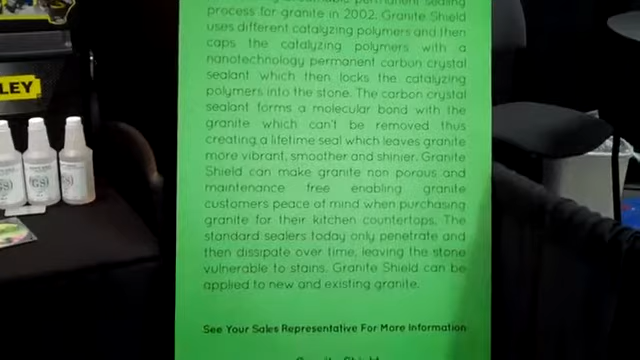 permanent sealing
process for granite in 2002. Granite Shield
uses different catalyzing polymers and then
caps the catalyzing polymers with a
nanotechnology permanent carbon crystal
sealant which then locks the catalyzing
polymers into the stone. The carbon crystal
sealant forms a molecular bond with the
granite which can't be removed thus
creating a lifetime seal which leaves granite
more vibrant, smoother and shinier. Granite
Shield can make granite non porous and
maintenance free enabling granite
customers peace of mind when purchasing
granite for their kitchen countertops. The
standard sealers today only penetrate and
then dissipate over time, leaving the stone
vulnerable to stains. Granite Shield can be
applied to new and existing granite.
See Your Sales Representative For More Information
Granite Shield
LEY
GS